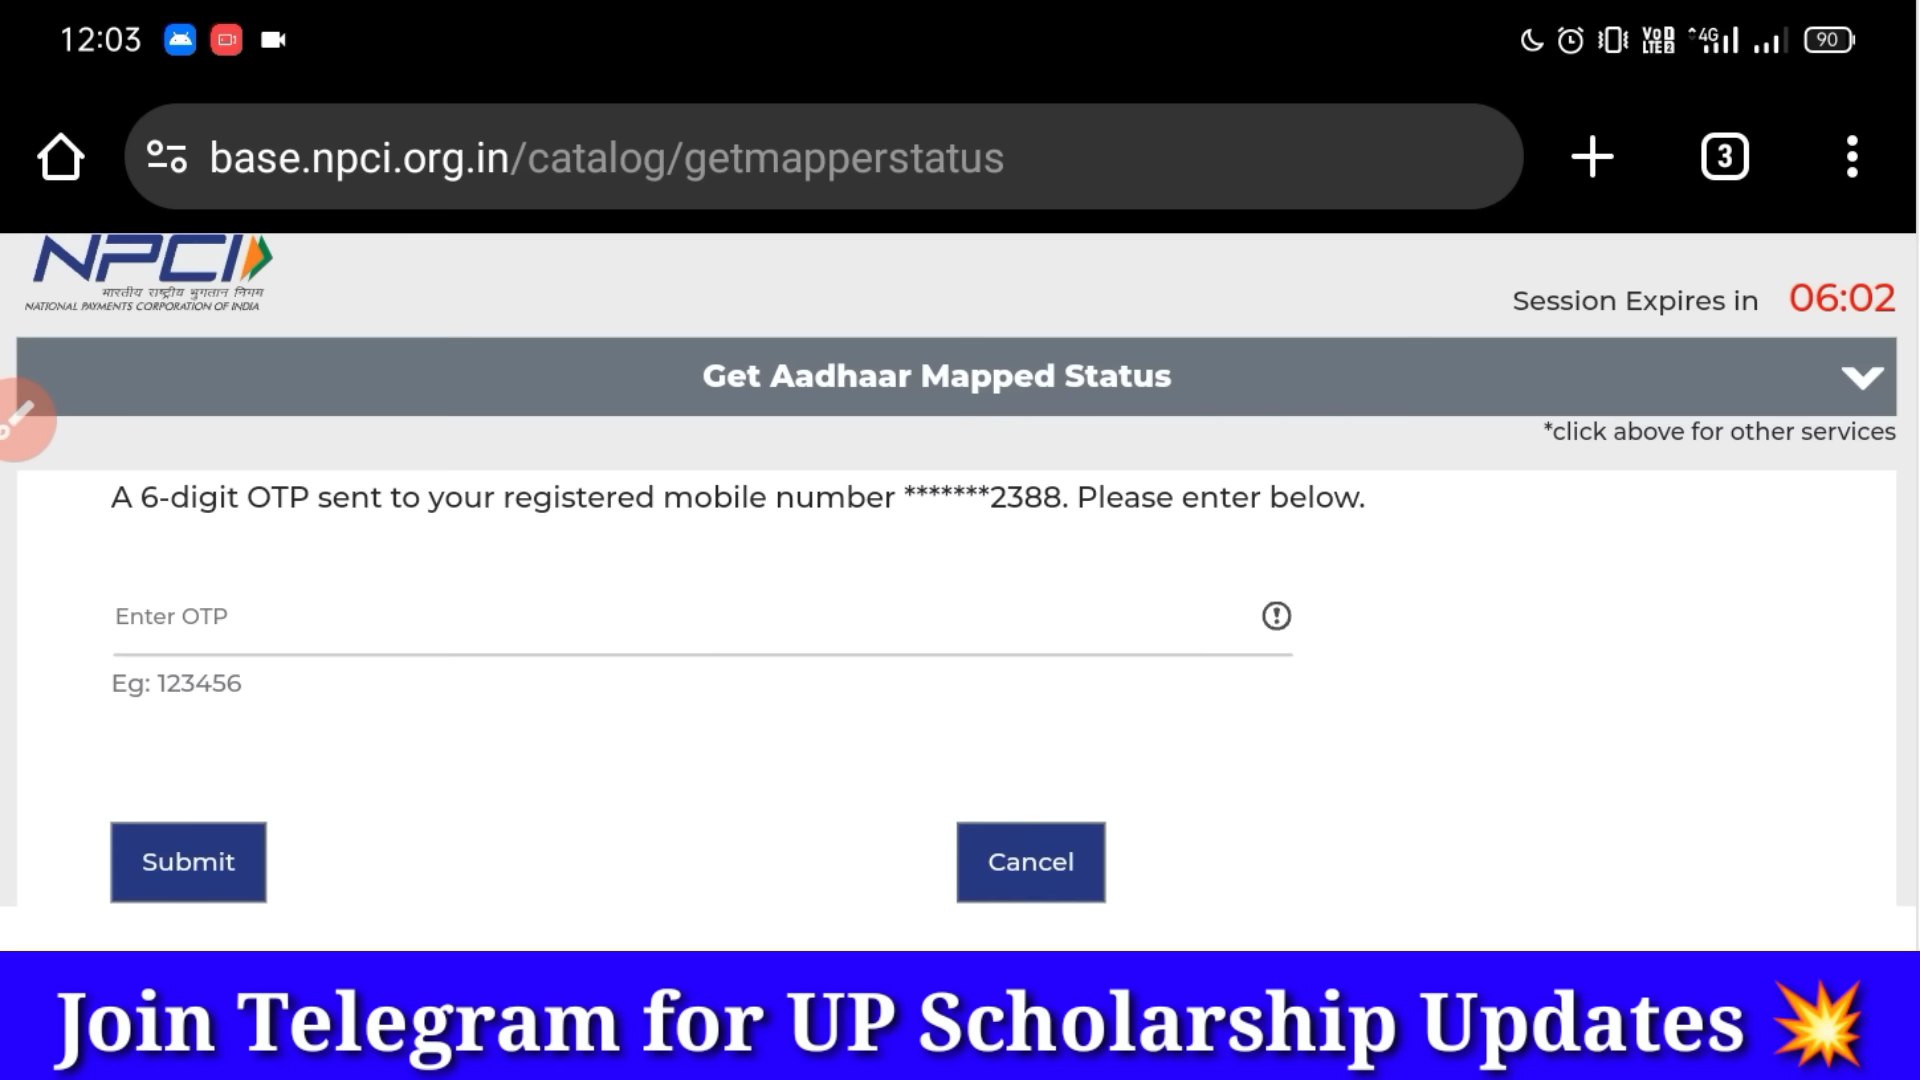 12:03
VoD LTE2 4G 90
base.npci.org.in/catalog/getmapperstatus
3
NPCI
भारतीय राष्ट्रीय भुगतान निगम
NATIONAL PAYMENTS CORPORATION OF INDIA
Session Expires in 06:02
Get Aadhaar Mapped Status
*click above for other services
A 6-digit OTP sent to your registered mobile number *******2388. Please enter below.
Enter OTP
Eg: 123456
Submit Cancel
Join Telegram for UP Scholarship Updates 💥